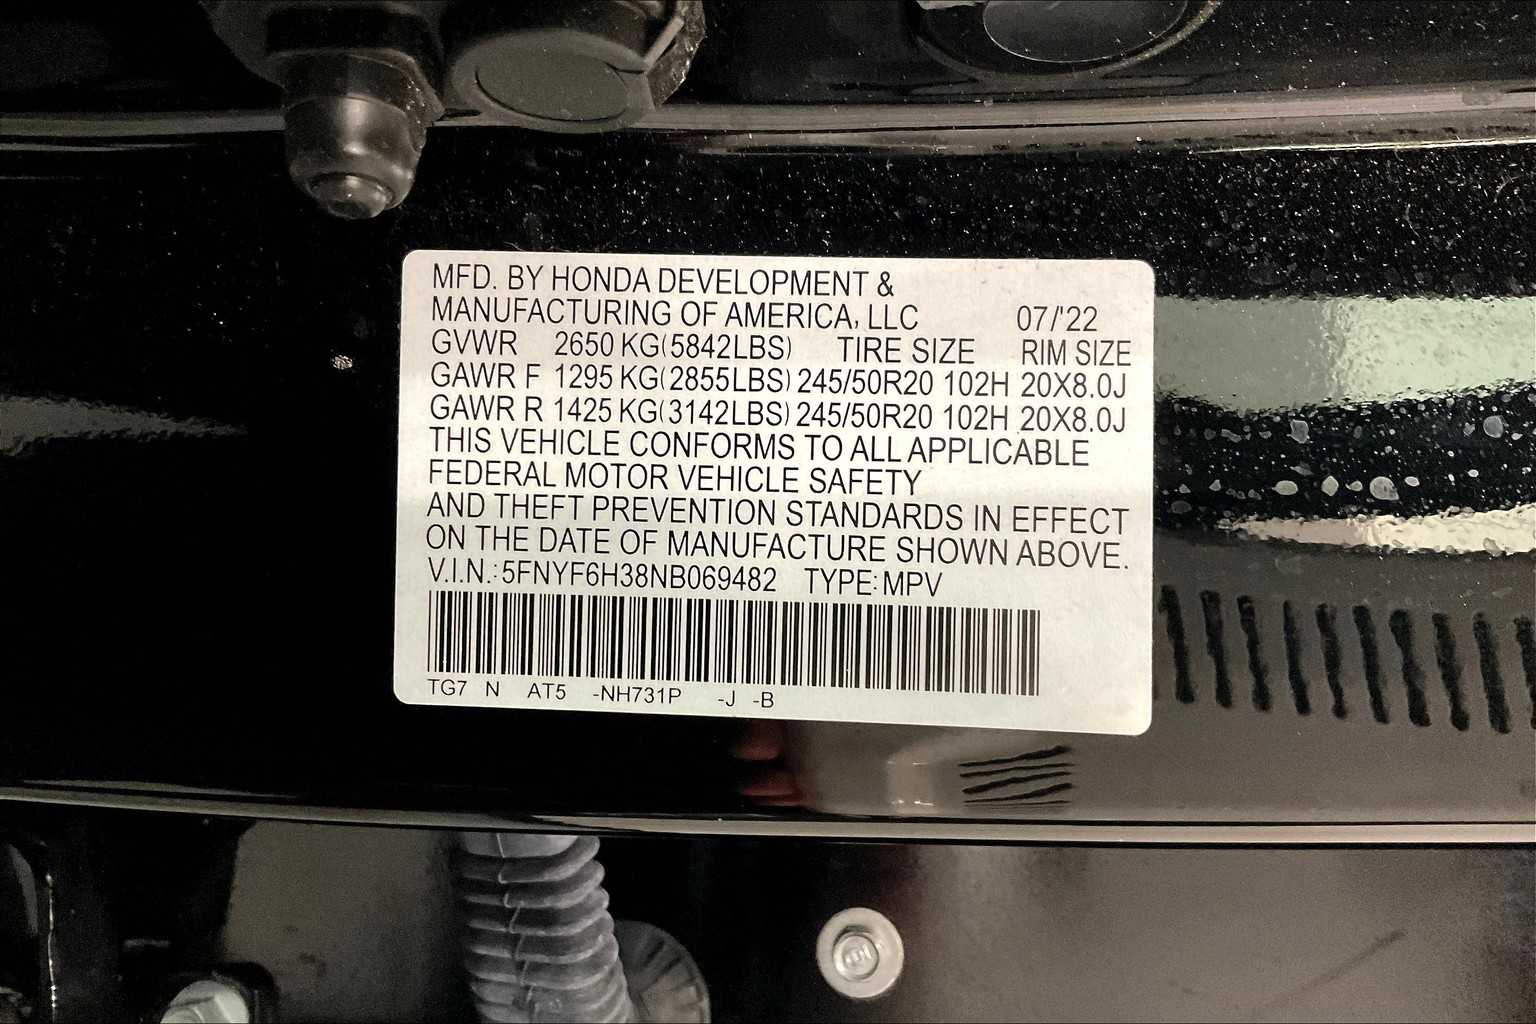 MFD. BY HONDA DEVELOPMENT &
MANUFACTURING OF AMERICA, LLC 07/'22
GVWR 2650 KG(5842LBS) TIRE SIZE RIM SIZE
GAWR F 1295 KG(2855LBS) 245/50R20 102H 20X8.0J
GAWR R 1425 KG(3142LBS) 245/50R20 102H 20X8.0J
THIS VEHICLE CONFORMS TO ALL APPLICABLE
FEDERAL MOTOR VEHICLE SAFETY
AND THEFT PREVENTION STANDARDS IN EFFECT
ON THE DATE OF MANUFACTURE SHOWN ABOVE.
V.I.N.: 5FNYF6H38NB069482 TYPE: MPV
TG7 N AT5 -NH731P -J -B